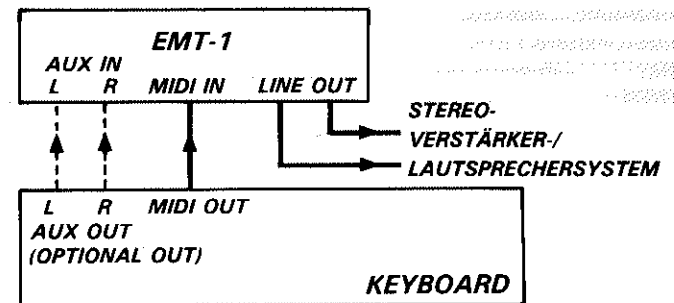 EMT-1
AUX IN
L R MIDI IN LINE OUT
STEREO-
VERSTÄRKER-/
LAUTSPRECHERSYSTEM
L R MIDI OUT
AUX OUT
(OPTIONAL OUT)
KEYBOARD